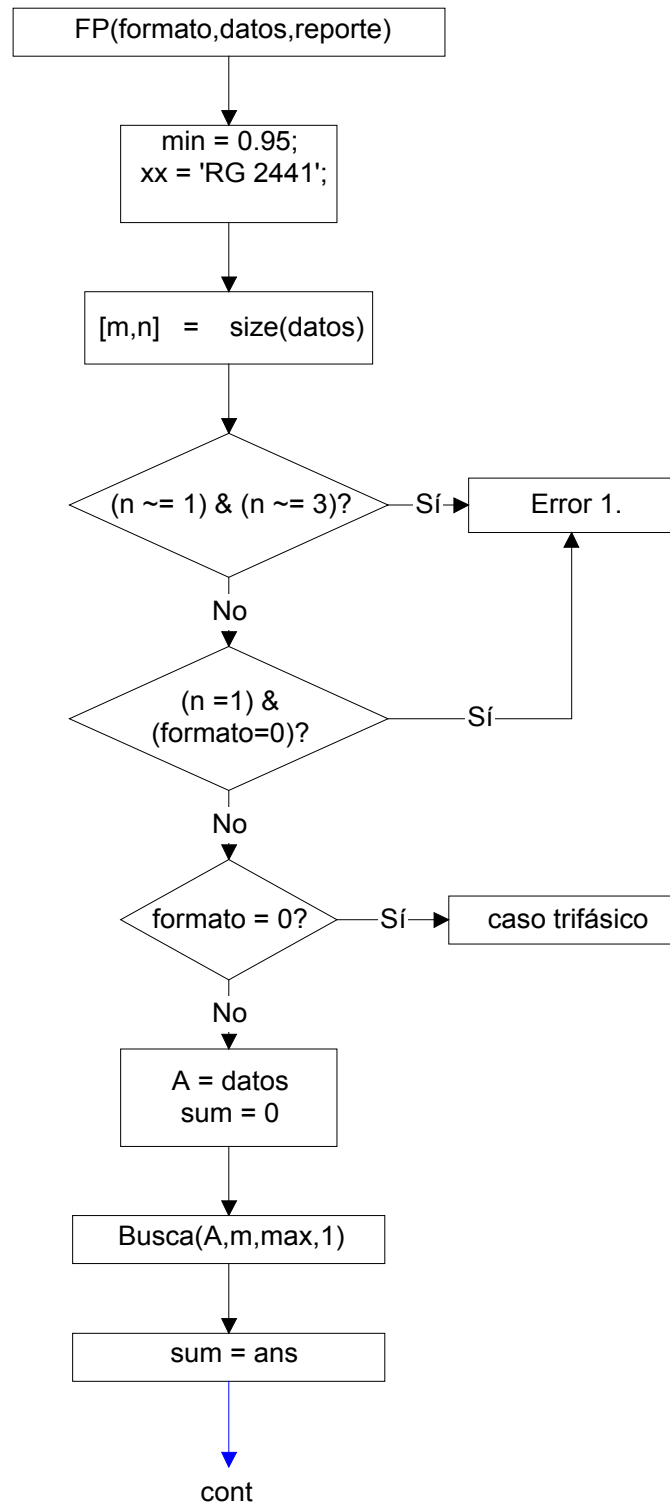 FP(formato,datos,reporte)
min = 0.95;
xx = 'RG 2441';
[m,n] = size(datos)
(n ~= 1) & (n ~= 3)?
Sí
Error 1.
No
(n =1) &
(formato=0)?
Sí
No
formato = 0?
Sí
caso trifásico
No
A = datos
sum = 0
Busca(A,m,max,1)
sum = ans
cont